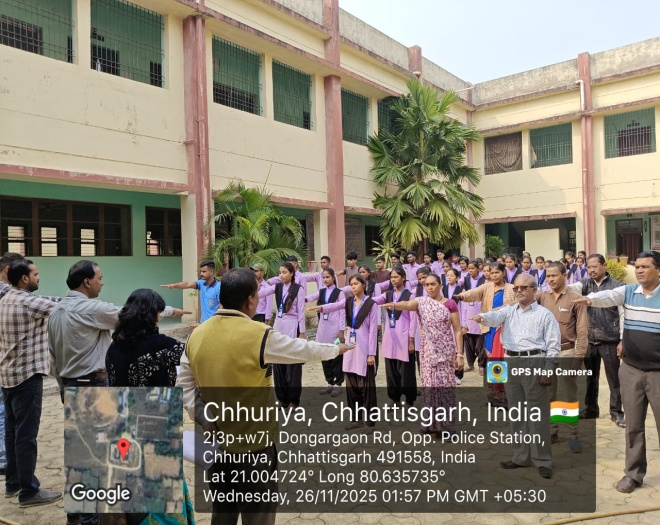 GPS Map Camera
Chhuriya, Chhattisgarh, India
2j3p+w7j, Dongargaon Rd, Opp. Police Station,
Chhuriya, Chhattisgarh 491558, India
Lat 21.004724° Long 80.635735°
Wednesday, 26/11/2025 01:57 PM GMT +05:30
Google